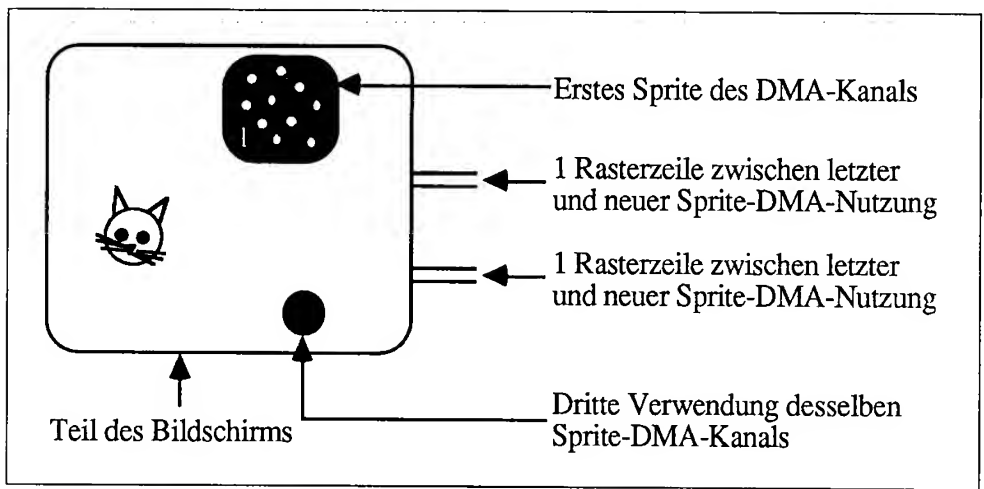 Erstes Sprite des DMA-Kanals
1 Rasterzeile zwischen letzter
und neuer Sprite-DMA-Nutzung
1 Rasterzeile zwischen letzter
und neuer Sprite-DMA-Nutzung
Dritte Verwendung desselben
Sprite-DMA-Kanals
Teil des Bildschirms